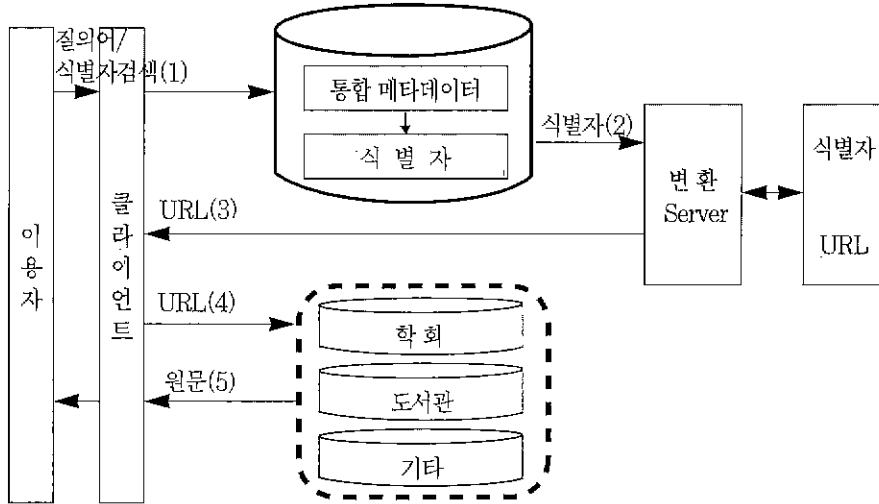 질의어/
식별자검색(1)
통합 메타데이터
식 별 자
식별자(2)
변 환
Server
식별자
URL
이용자
클라이언트
URL(3)
URL(4)
원문(5)
학 회
도서관
기타